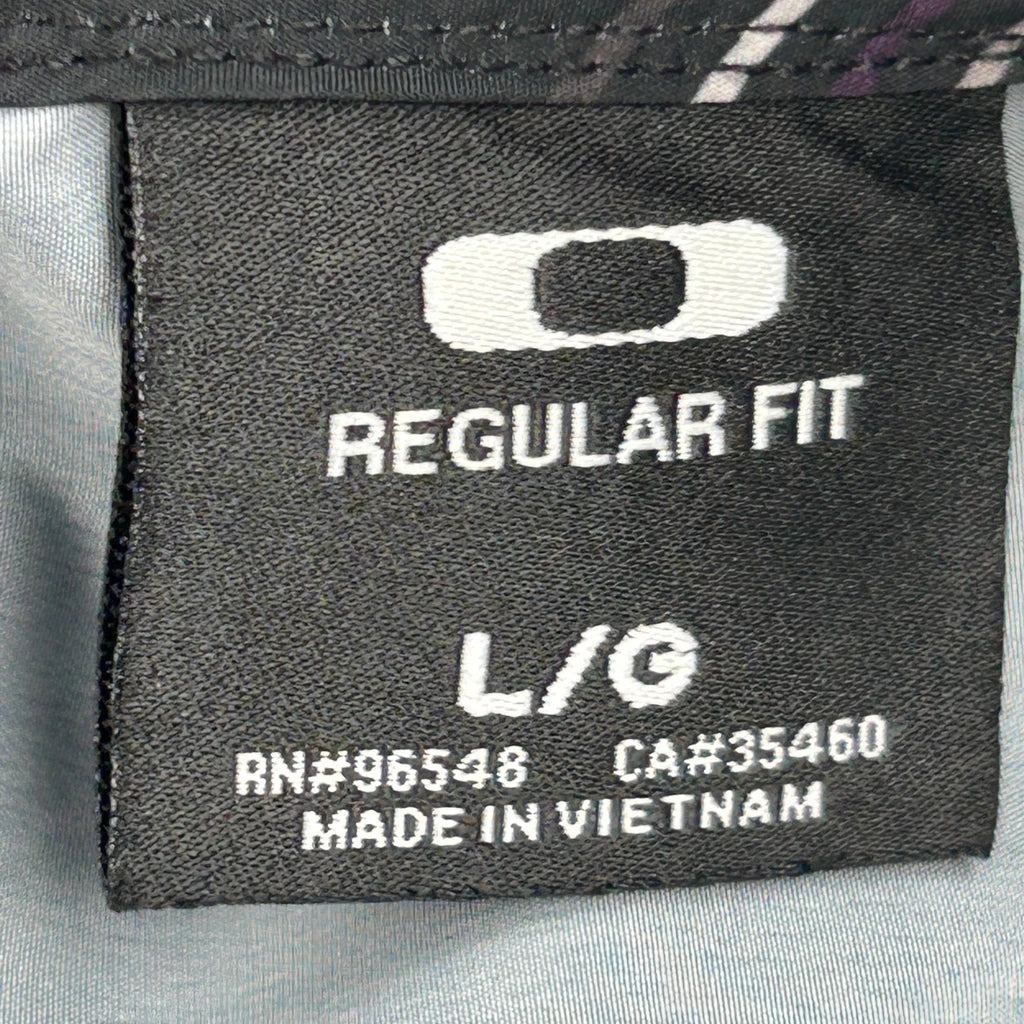 REGULAR FIT
L/G
RN#96548 CA#35460
MADE IN VIETNAM